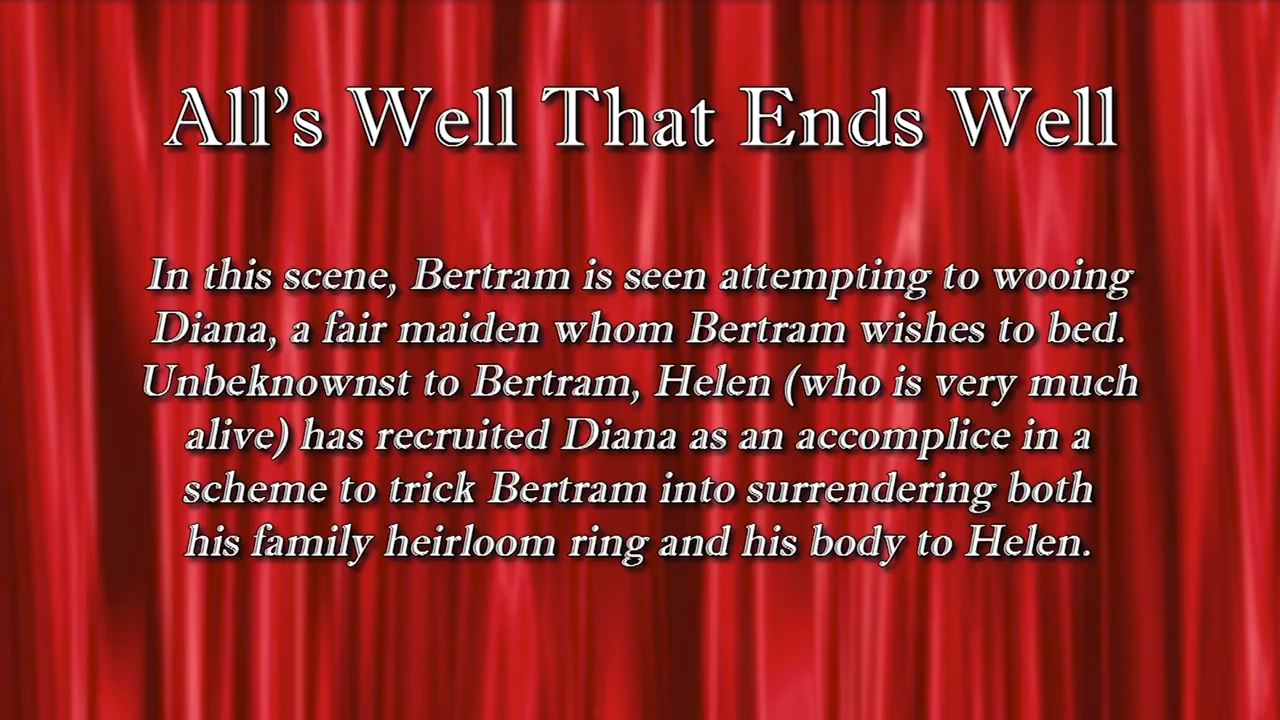 All's Well That Ends Well
In this scene, Bertram is seen attempting to wooing
Diana, a fair maiden whom Bertram wishes to bed.
Unbeknownst to Bertram, Helen (who is very much
alive) has recruited Diana as an accomplice in a
scheme to trick Bertram into surrendering both
his family heirloom ring and his body to Helen.